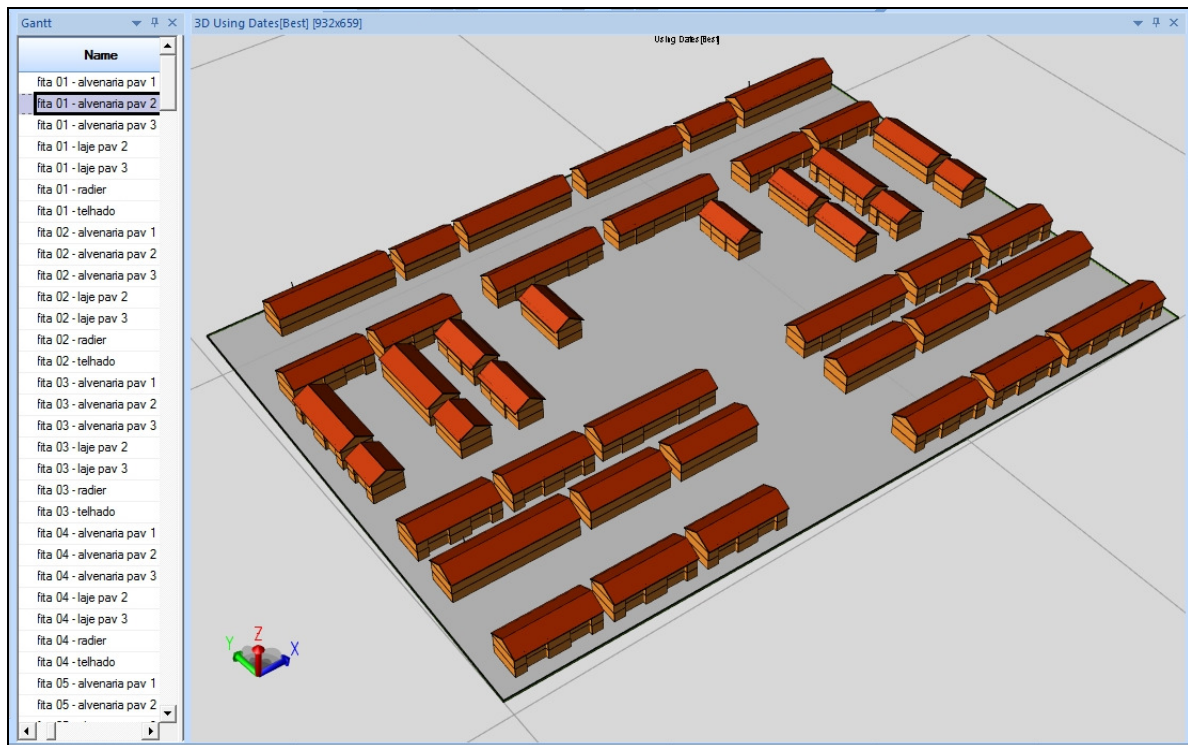 Gantt
3D Using Dates[Best] [932x659]
Using Dates[Best]
Name
fita 01 - alvenaria pav 1
fita 01 - alvenaria pav 2
fita 01 - alvenaria pav 3
fita 01 - laje pav 2
fita 01 - laje pav 3
fita 01 - radier
fita 01 - telhado
fita 02 - alvenaria pav 1
fita 02 - alvenaria pav 2
fita 02 - alvenaria pav 3
fita 02 - laje pav 2
fita 02 - laje pav 3
fita 02 - radier
fita 02 - telhado
fita 03 - alvenaria pav 1
fita 03 - alvenaria pav 2
fita 03 - alvenaria pav 3
fita 03 - laje pav 2
fita 03 - laje pav 3
fita 03 - radier
fita 03 - telhado
fita 04 - alvenaria pav 1
fita 04 - alvenaria pav 2
fita 04 - alvenaria pav 3
fita 04 - laje pav 2
fita 04 - laje pav 3
fita 04 - radier
fita 04 - telhado
fita 05 - alvenaria pav 1
fita 05 - alvenaria pav 2
Y
Z
X